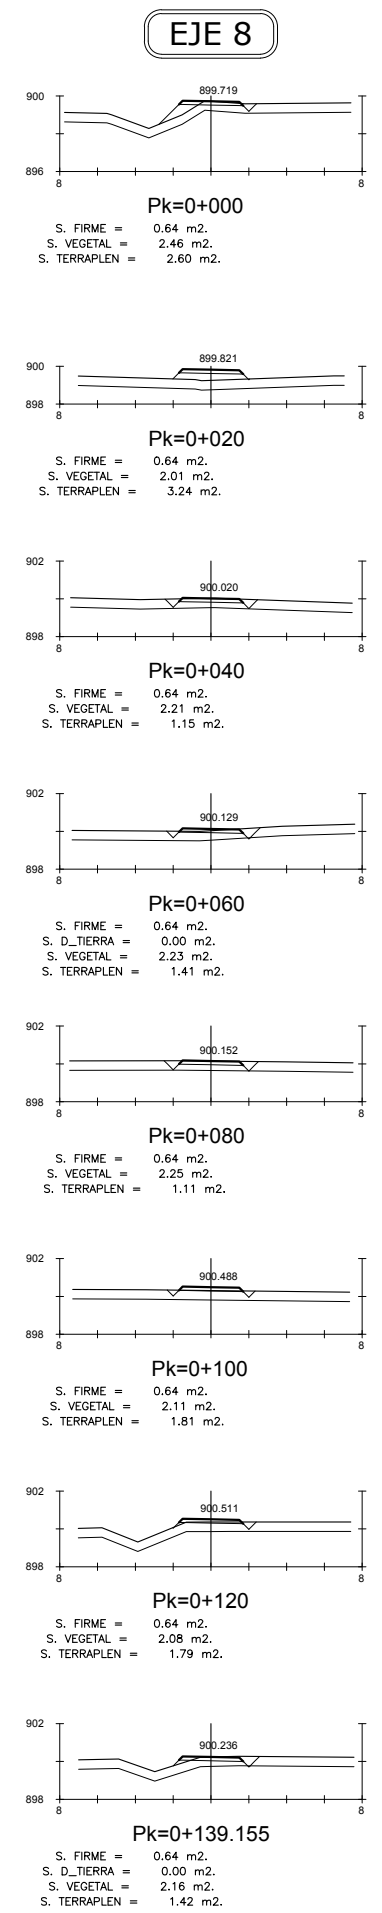 EJE 8
899.719
900
896
8 8
Pk=0+000
S. FIRME = 0.64 m2.
S. VEGETAL = 2.46 m2.
S. TERRAPLEN = 2.60 m2.
899.821
900
898
8 8
Pk=0+020
S. FIRME = 0.64 m2.
S. VEGETAL = 2.01 m2.
S. TERRAPLEN = 3.24 m2.
902
900.020
898
8 8
Pk=0+040
S. FIRME = 0.64 m2.
S. VEGETAL = 2.21 m2.
S. TERRAPLEN = 1.15 m2.
902
900.129
898
8 8
Pk=0+060
S. FIRME = 0.64 m2.
S. D_TIERRA = 0.00 m2.
S. VEGETAL = 2.23 m2.
S. TERRAPLEN = 1.41 m2.
902
900.152
898
8 8
Pk=0+080
S. FIRME = 0.64 m2.
S. VEGETAL = 2.25 m2.
S. TERRAPLEN = 1.11 m2.
902
900.488
898
8 8
Pk=0+100
S. FIRME = 0.64 m2.
S. VEGETAL = 2.11 m2.
S. TERRAPLEN = 1.81 m2.
902
900.511
898
8 8
Pk=0+120
S. FIRME = 0.64 m2.
S. VEGETAL = 2.08 m2.
S. TERRAPLEN = 1.79 m2.
902
900.236
898
8 8
Pk=0+139.155
S. FIRME = 0.64 m2.
S. D_TIERRA = 0.00 m2.
S. VEGETAL = 2.16 m2.
S. TERRAPLEN = 1.42 m2.